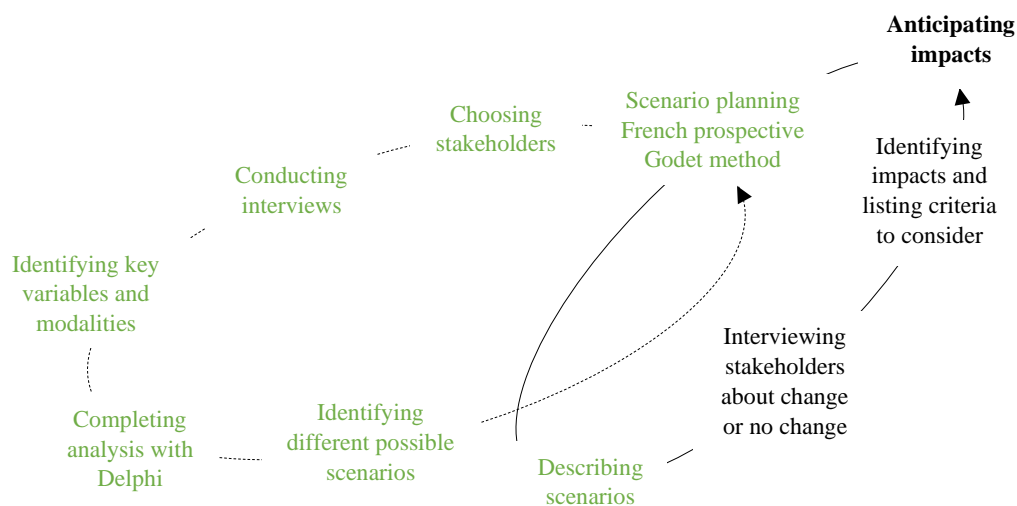 Anticipating
impacts
Scenario planning
French prospective
Godet method
Choosing
stakeholders
Conducting
interviews
Identifying key
variables and
modalities
Completing
analysis with
Delphi
Identifying
different possible
scenarios
Describing
scenarios
Interviewing
stakeholders
about change
or no change
Identifying
impacts and
listing criteria
to consider